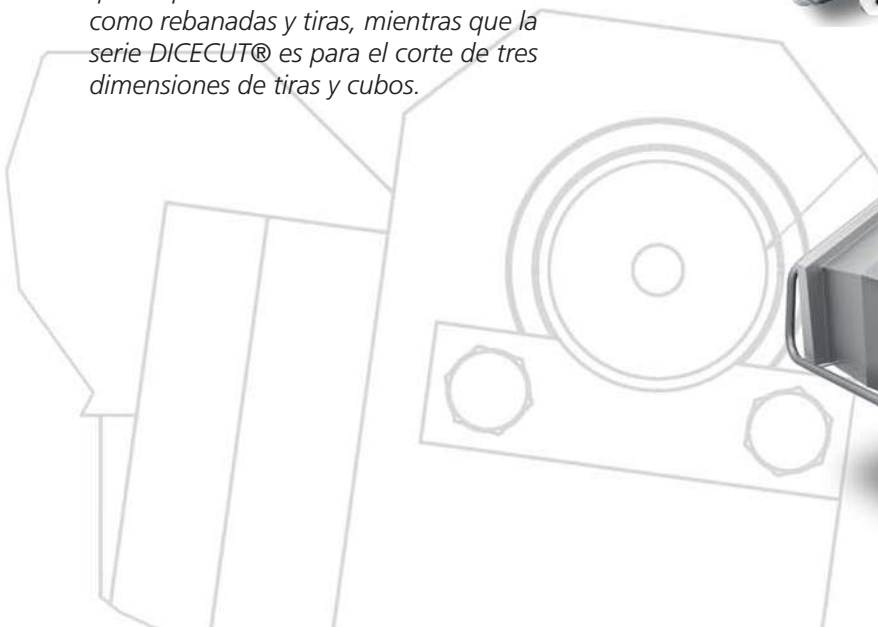 como rebanadas y tiras, mientras que la
serie DICECUT® es para el corte de tres
dimensiones de tiras y cubos.